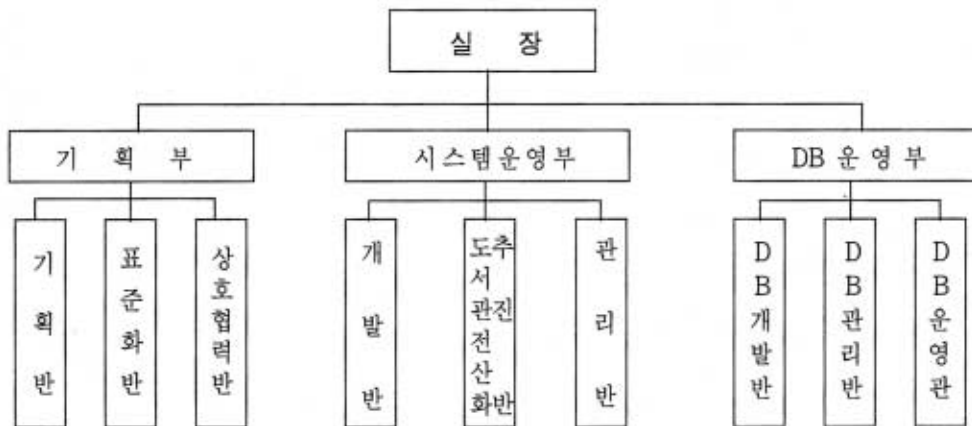 실 장
기 획 부
시스템운영부
DB 운영부
기획반
표준화반
상호협력반
개발반
도서관전산화
추진반
관리반
DB개발반
DB관리반
DB운영관